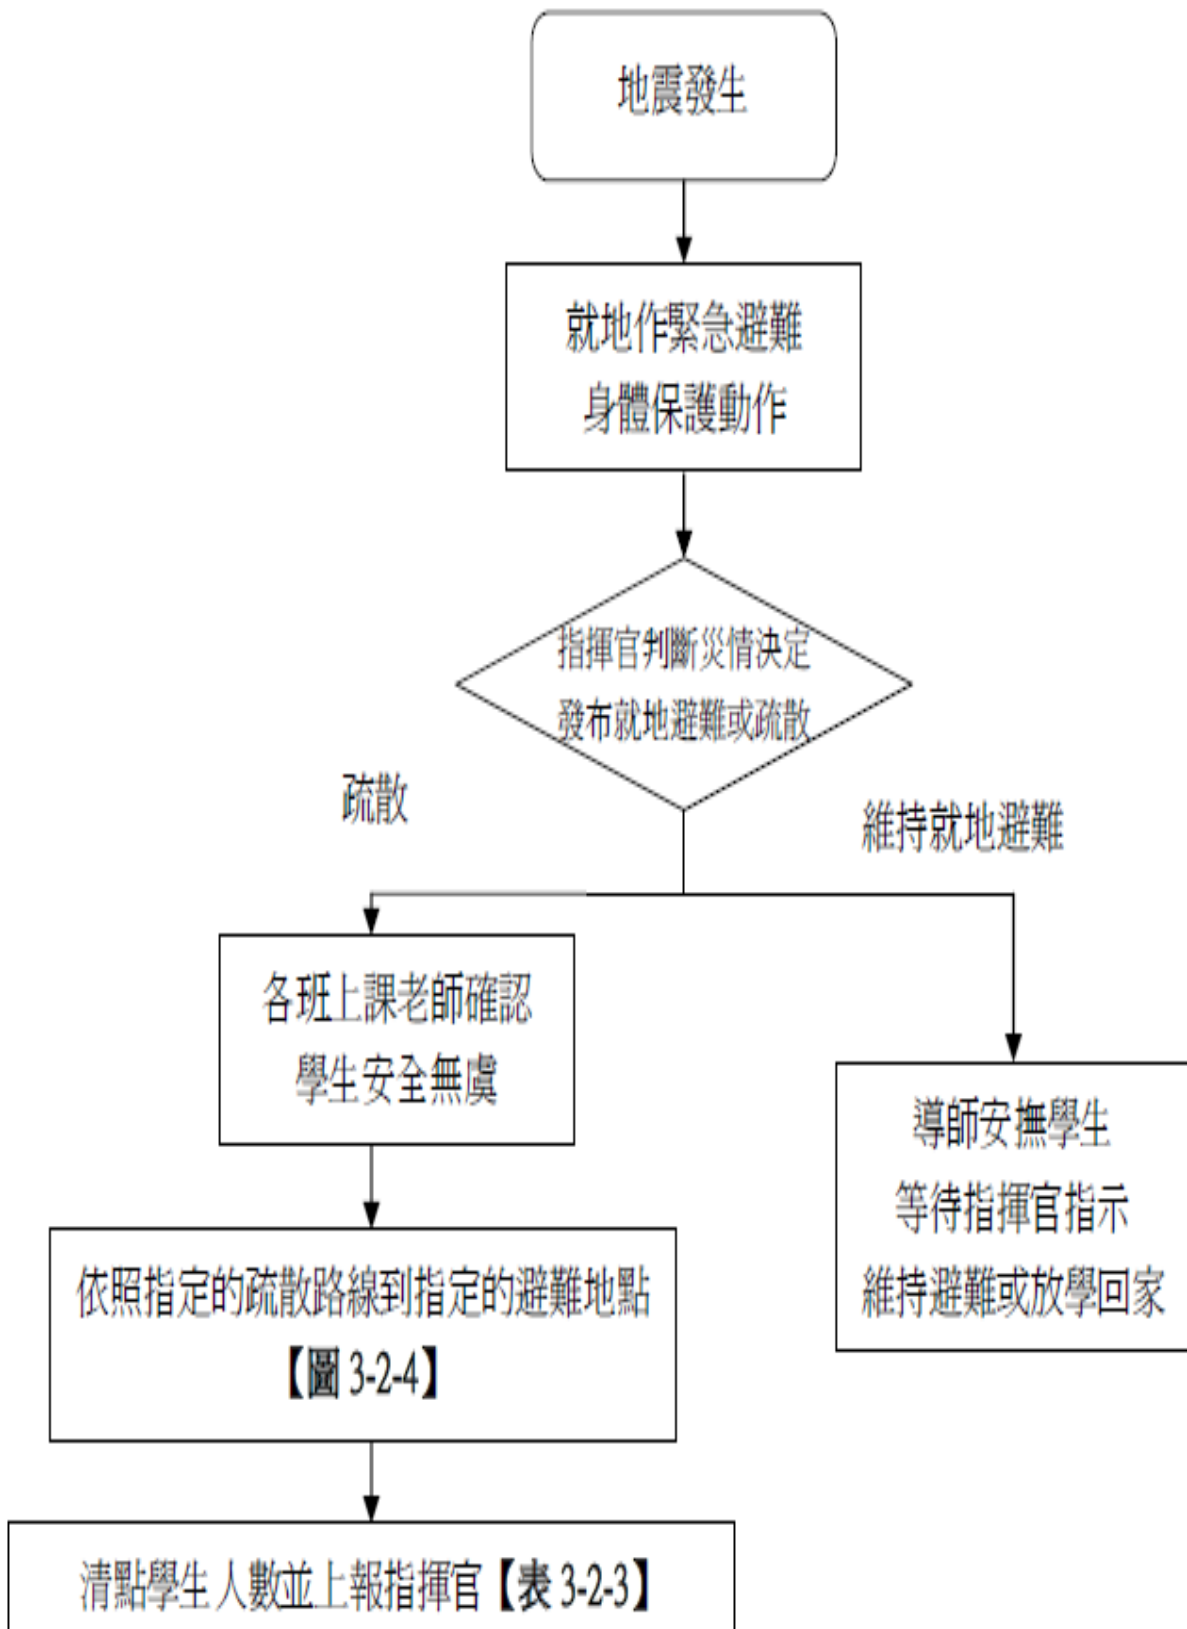 地震發生
就地作緊急避難
身體保護動作
指揮官判斷災情決定
發布就地避難或疏散
疏散
維持就地避難
各班上課老師確認
學生安全無虞
導師安撫學生
等待指揮官指示
維持避難或放學回家
依照指定的疏散路線到指定的避難地點
【圖 3-2-4】
清點學生人數並上報指揮官【表 3-2-3】